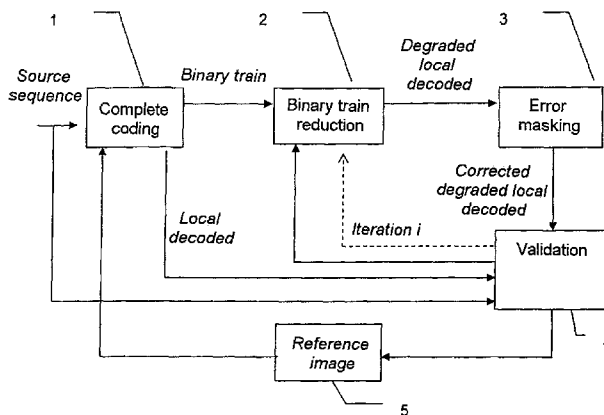 1
2
3
Source
sequence
Complete
coding
Binary train
Binary train
reduction
Degraded
local
decoded
Error
masking
Corrected
degraded local
decoded
Local
decoded
Iteration i
Validation
Reference
image
5